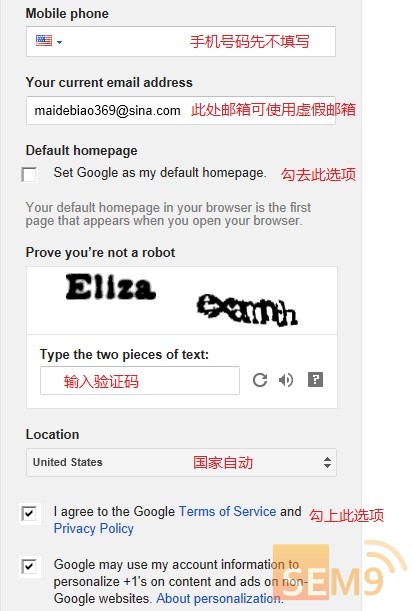 Mobile phone
手机号码先不填写
Your current email address
maidebiao369@sina.com 此处邮箱可使用虚假邮箱
Default homepage
Set Google as my default homepage. 勾去此选项
Your default homepage in your browser is the first
page that appears when you open your browser.
Prove you're not a robot
Eliza
Type the two pieces of text:
输入验证码
?
Location
United States 国家自动
I agree to the Google Terms of Service and 勾上此选项
Privacy Policy
Google may use my account information to
personalize +1's on content and ads on non-
Google websites. About personalization.
SEM9